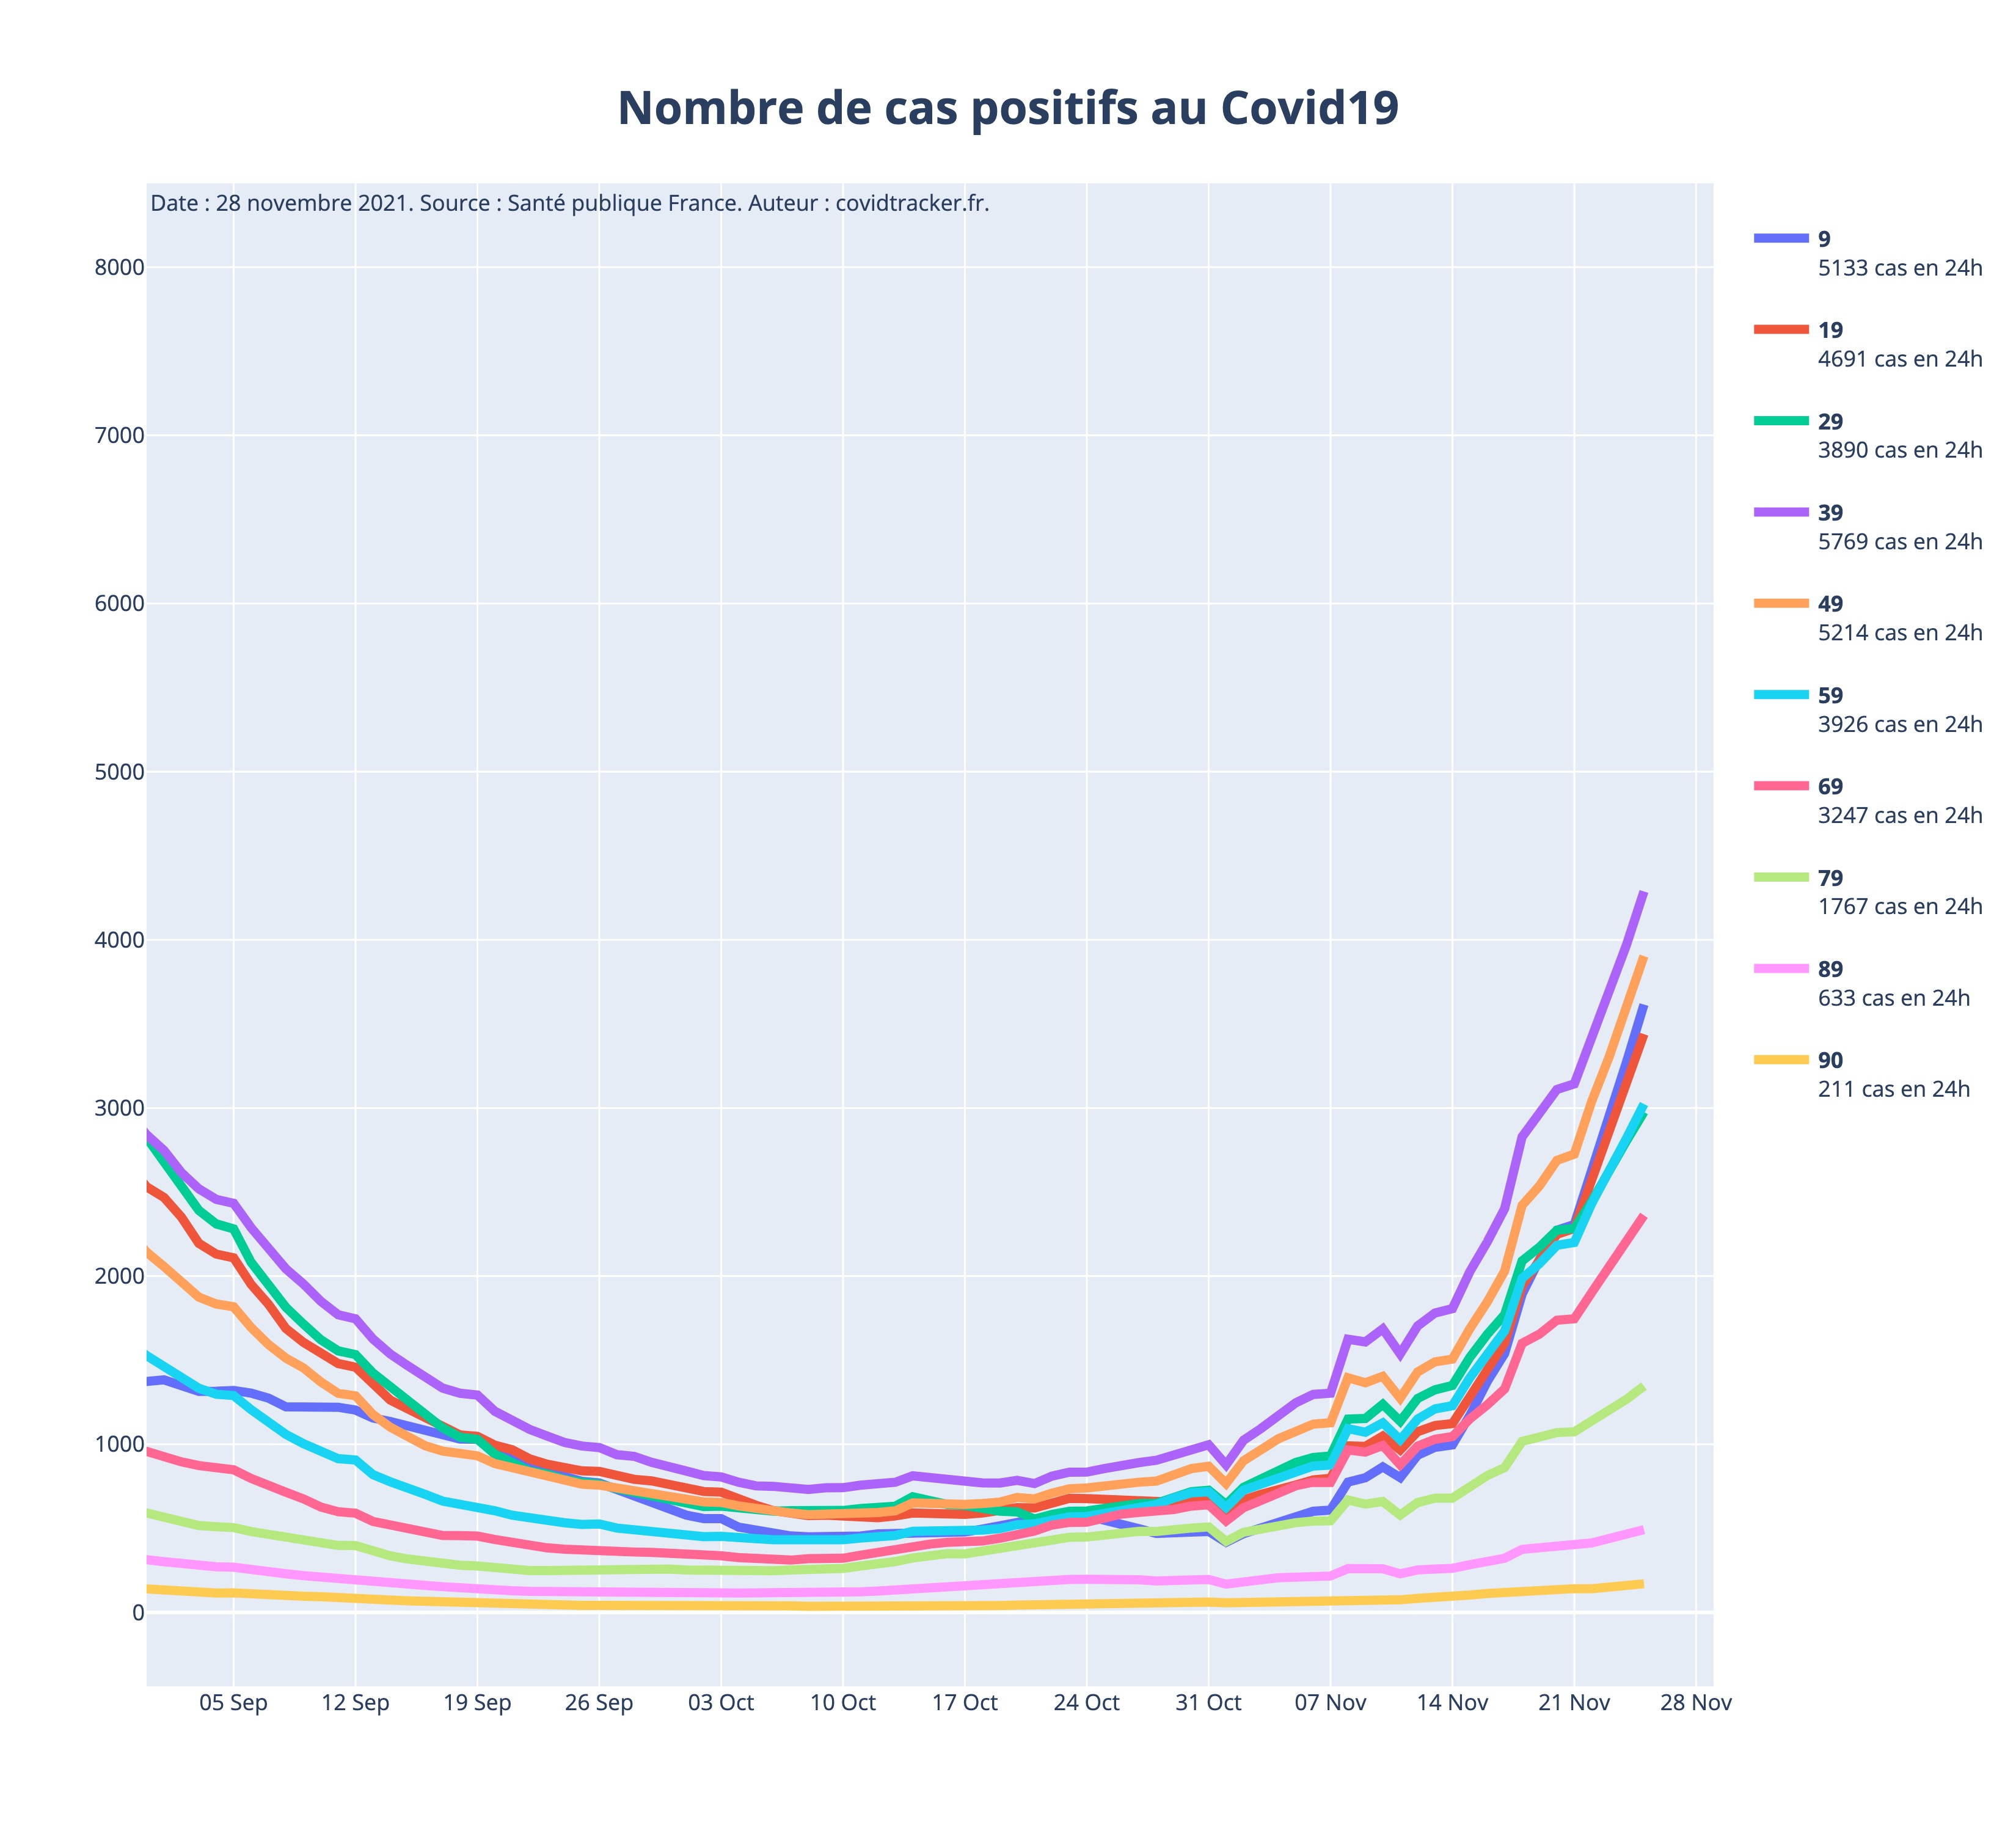 Nombre de cas positifs au Covid19
Date : 28 novembre 2021. Source : Santé publique France. Auteur : covidtracker.fr.
8000
7000
6000
5000
4000
3000
2000
1000
0
05 Sep
12 Sep
19 Sep
26 Sep
03 Oct
10 Oct
17 Oct
24 Oct
31 Oct
07 Nov
14 Nov
21 Nov
28 Nov
9
5133 cas en 24h
19
4691 cas en 24h
29
3890 cas en 24h
39
5769 cas en 24h
49
5214 cas en 24h
59
3926 cas en 24h
69
3247 cas en 24h
79
1767 cas en 24h
89
633 cas en 24h
90
211 cas en 24h